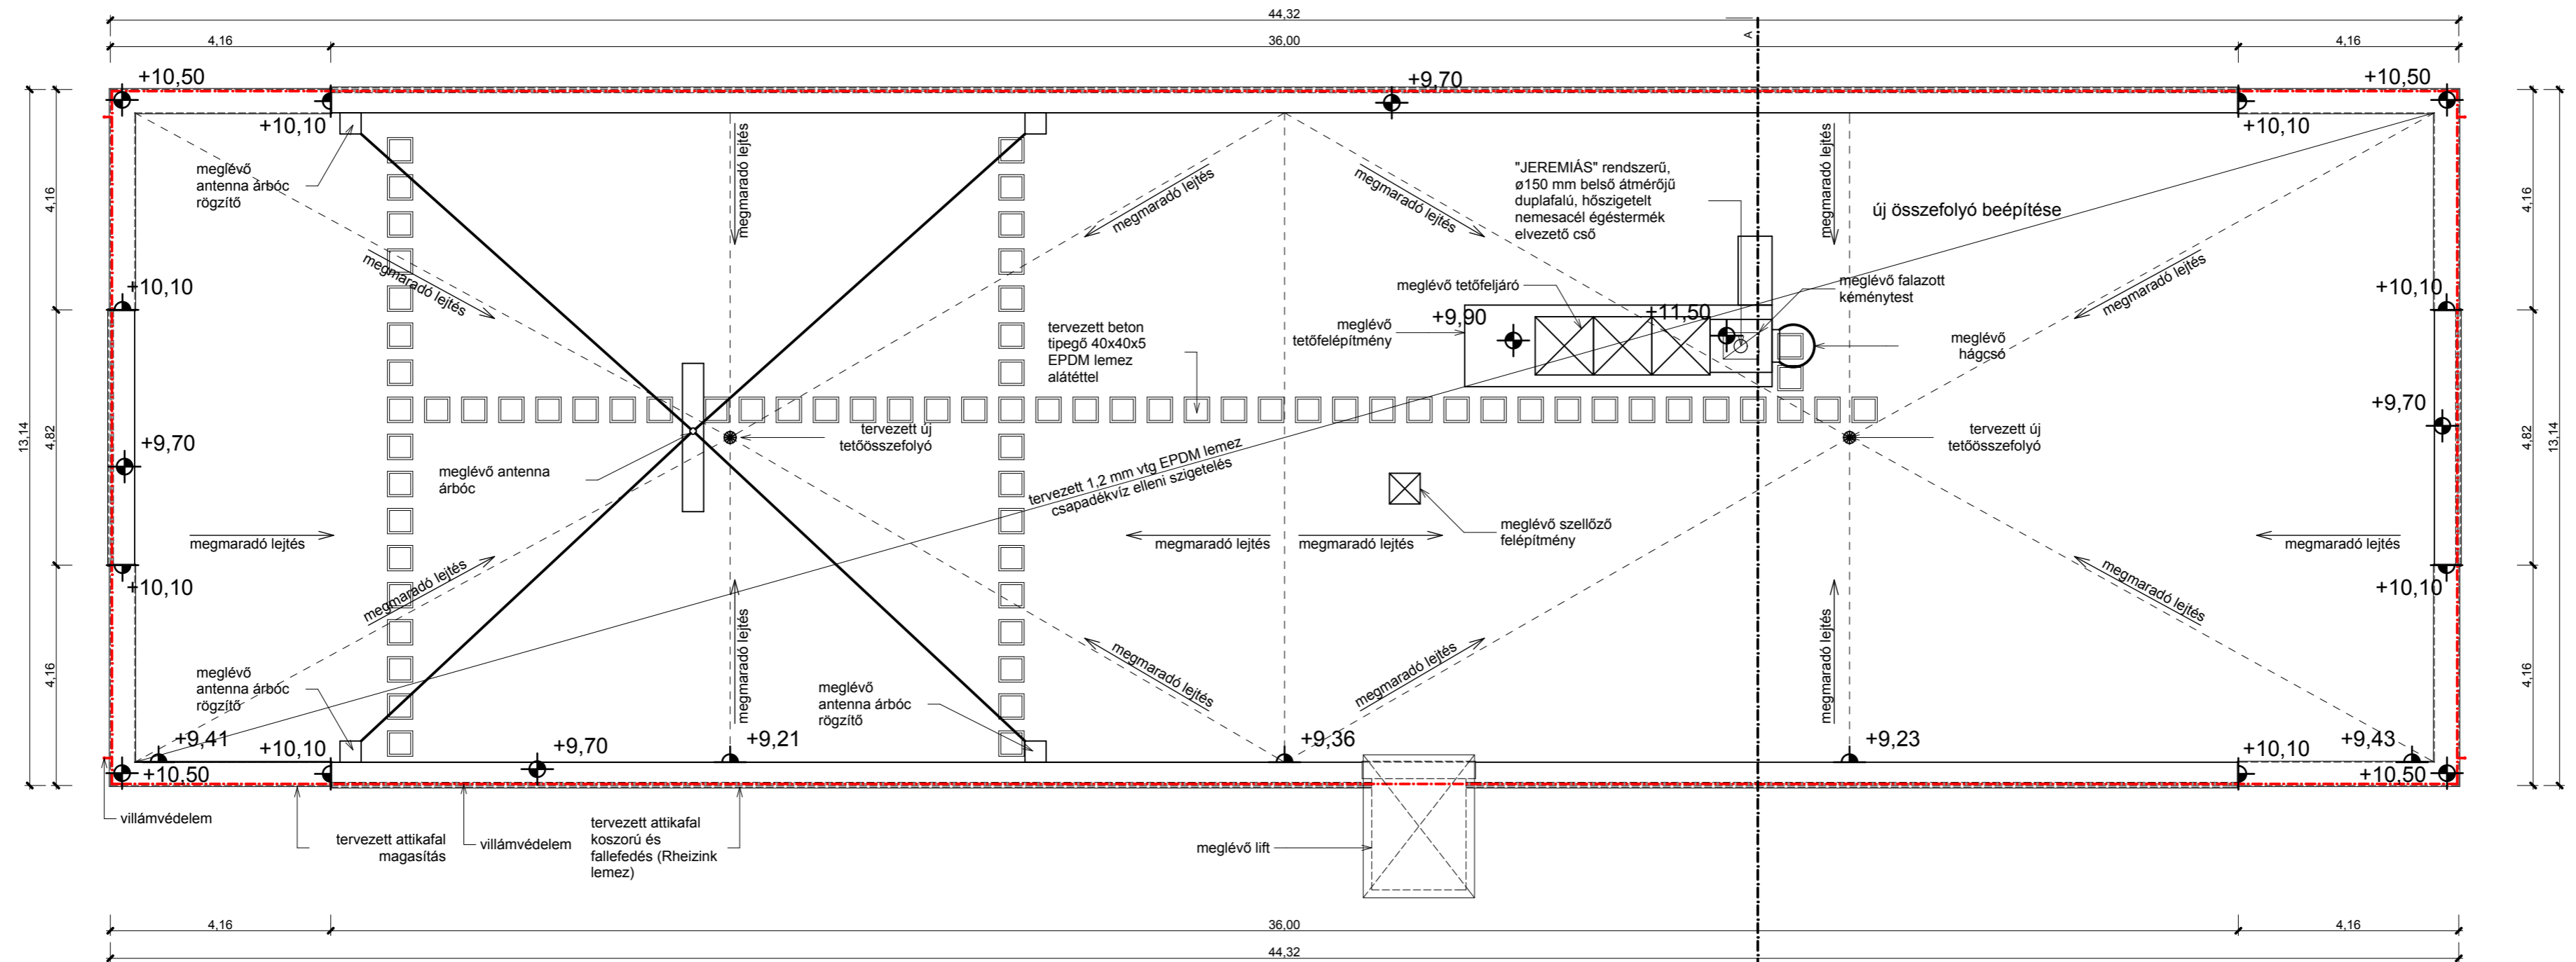 44,32
4,16
36,00
4,16
A
+10,50
+9,70
+10,50
+10,10
+10,10
13,14
4,16
4,82
4,16
4,16
4,82
4,16
13,14
meglévő
antenna árbóc
rögzítő
megmaradó lejtés
megmaradó lejtés
megmaradó lejtés
"JEREMIÁS" rendszerű,
ø150 mm belső átmérőjű
duplafalú, hőszigetelt
nemesacél égéstermék
elvezető cső
megmaradó lejtés
új összefolyó beépítése
megmaradó lejtés
megmaradó lejtés
+10,10
meglévő tetőfeljáró
meglévő falazott
kéménytest
+10,10
+9,90
+11,50
meglévő
tetőfelépítmény
tervezett beton
tipegő 40x40x5
EPDM lemez
alátéttel
meglévő
hágcsó
+9,70
+9,70
tervezett új
tetőösszefolyó
tervezett új
tetőösszefolyó
meglévő antenna
árbóc
tervezett 1,2 mm vtg EPDM lemez
csapadékvíz elleni szigetelés
meglévő szellőző
felépítmény
megmaradó lejtés
megmaradó lejtés
megmaradó lejtés
megmaradó lejtés
+10,10
+10,10
megmaradó lejtés
megmaradó lejtés
megmaradó lejtés
megmaradó lejtés
megmaradó lejtés
megmaradó lejtés
meglévő
antenna árbóc
rögzítő
meglévő
antenna árbóc
rögzítő
+9,41
+10,10
+9,70
+9,21
+9,36
+9,23
+10,10
+9,43
+10,50
+10,50
villámvédelem
tervezett attikafal
magasítás
villámvédelem
tervezett attikafal
koszorú és
fallefedés (Rheizink
lemez)
meglévő lift
4,16
36,00
4,16
44,32